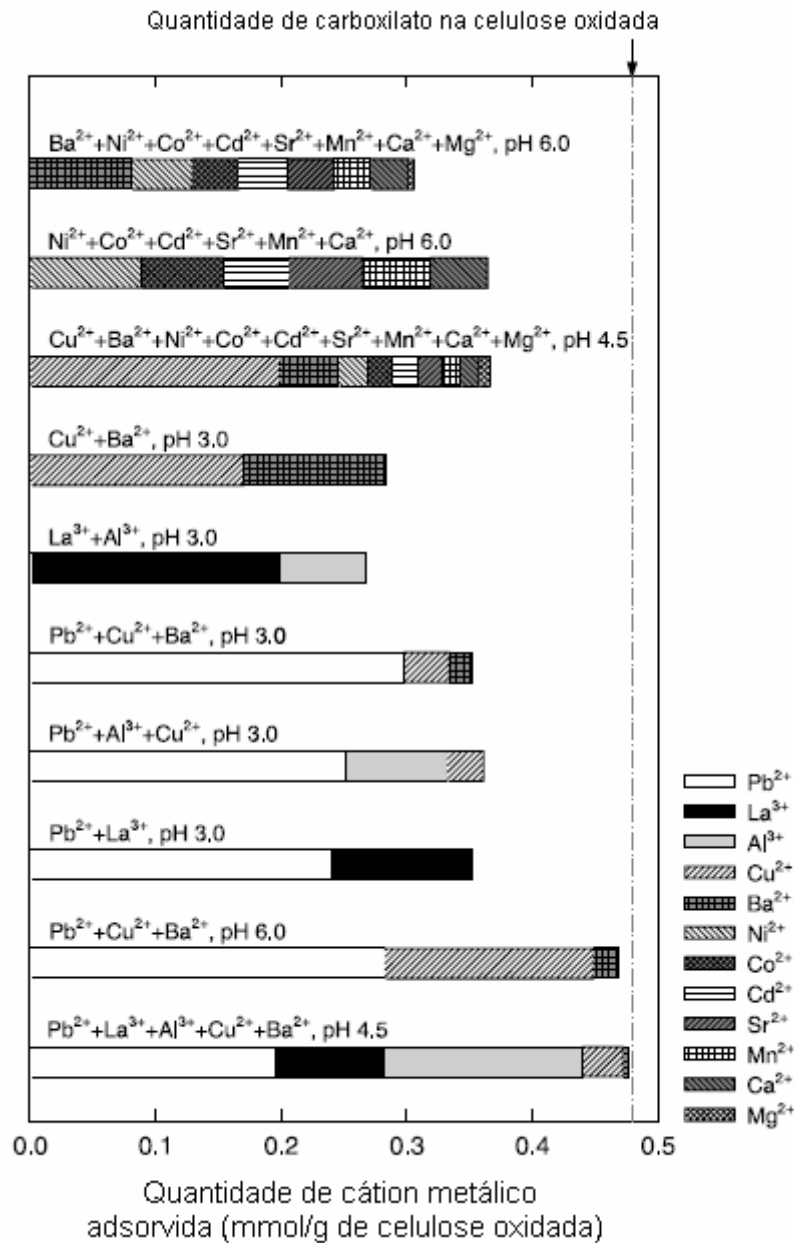 Quantidade de carboxilato na celulose oxidada
Ba²⁺+Ni²⁺+Co²⁺+Cd²⁺+Sr²⁺+Mn²⁺+Ca²⁺+Mg²⁺, pH 6.0
Ni²⁺+Co²⁺+Cd²⁺+Sr²⁺+Mn²⁺+Ca²⁺, pH 6.0
Cu²⁺+Ba²⁺+Ni²⁺+Co²⁺+Cd²⁺+Sr²⁺+Mn²⁺+Ca²⁺+Mg²⁺, pH 4.5
Cu²⁺+Ba²⁺, pH 3.0
La³⁺+Al³⁺, pH 3.0
Pb²⁺+Cu²⁺+Ba²⁺, pH 3.0
Pb²⁺+Al³⁺+Cu²⁺, pH 3.0
Pb²⁺+La³⁺, pH 3.0
Pb²⁺+Cu²⁺+Ba²⁺, pH 6.0
Pb²⁺+La³⁺+Al³⁺+Cu²⁺+Ba²⁺, pH 4.5
Pb²⁺
La³⁺
Al³⁺
Cu²⁺
Ba²⁺
Ni²⁺
Co²⁺
Cd²⁺
Sr²⁺
Mn²⁺
Ca²⁺
Mg²⁺
0.0 0.1 0.2 0.3 0.4 0.5
Quantidade de cátion metálico
adsorvida (mmol/g de celulose oxidada)